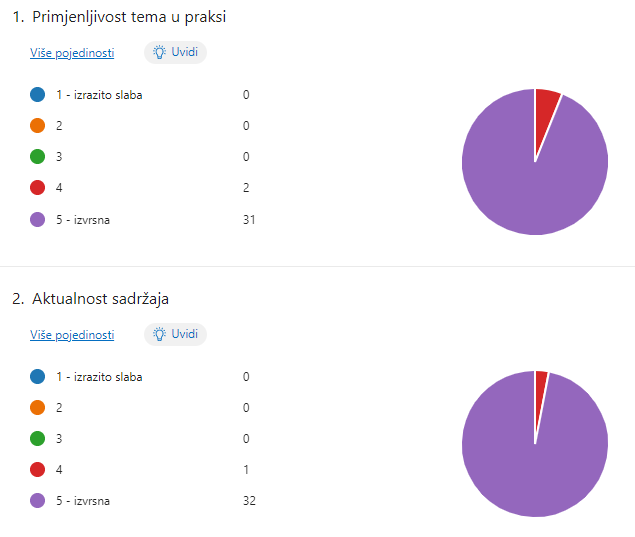 1. Primjenljivost tema u praksi
Više pojedinosti
Uvidi
1 - izrazito slaba 0
2 0
3 0
4 2
5 - izvrsna 31
2. Aktualnost sadržaja
Više pojedinosti
Uvidi
1 - izrazito slaba 0
2 0
3 0
4 1
5 - izvrsna 32